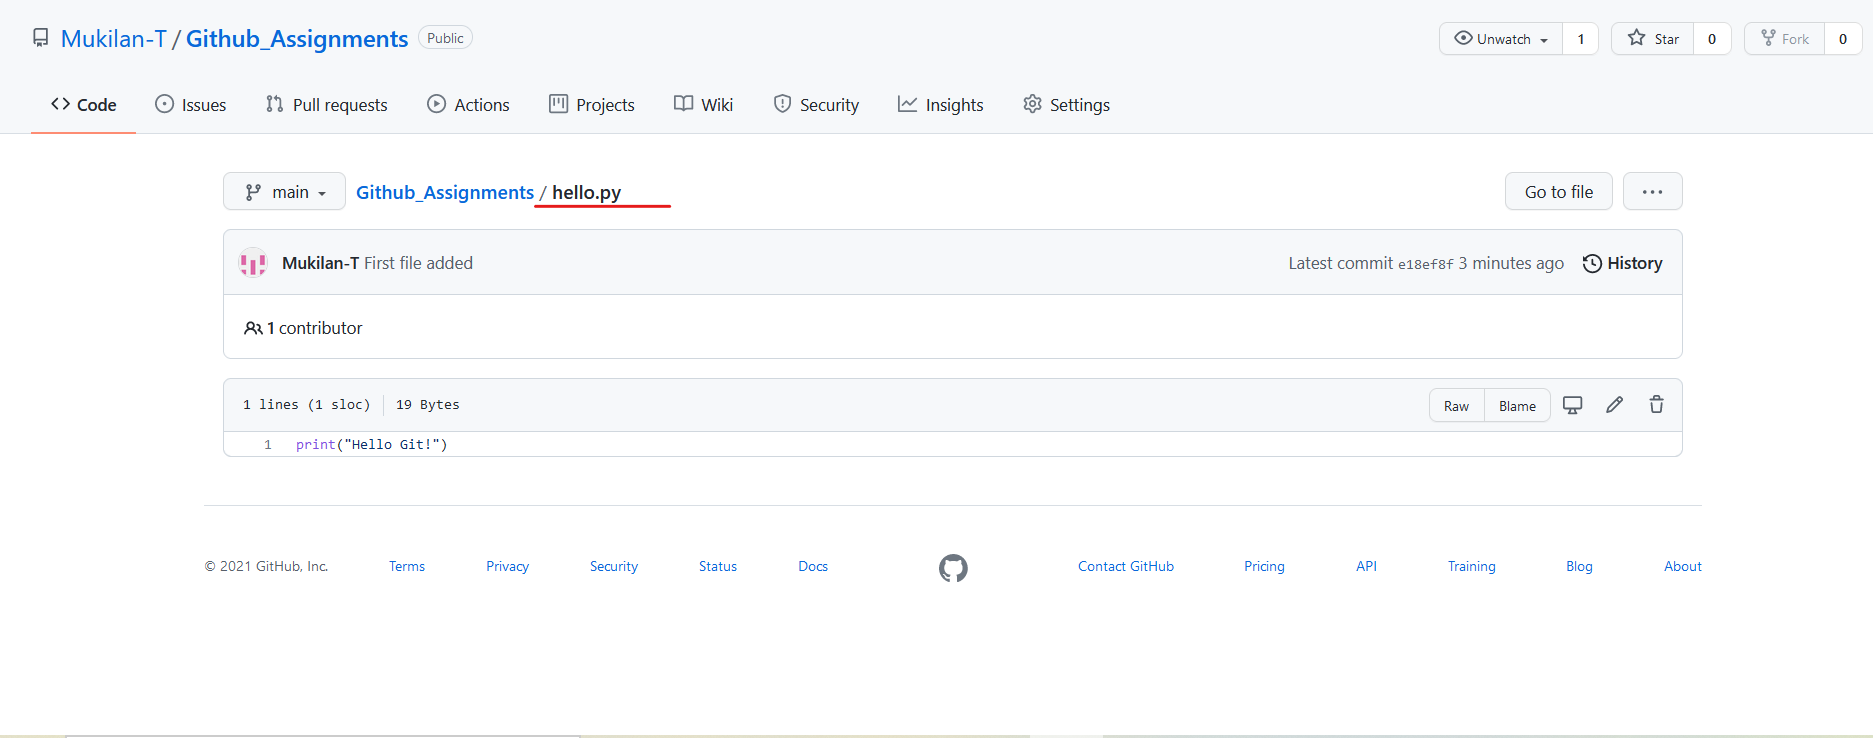 Mukilan-T / Github_Assignments Public Unwatch 1 Star 0 Fork 0
Code Issues Pull requests Actions Projects Wiki Security Insights Settings
main Github_Assignments / hello.py Go to file ...
Mukilan-T First file added Latest commit e18ef8f 3 minutes ago History
1 contributor
1 lines (1 sloc) 19 Bytes Raw Blame
1 print("Hello Git!")
© 2021 GitHub, Inc. Terms Privacy Security Status Docs Contact GitHub Pricing API Training Blog About